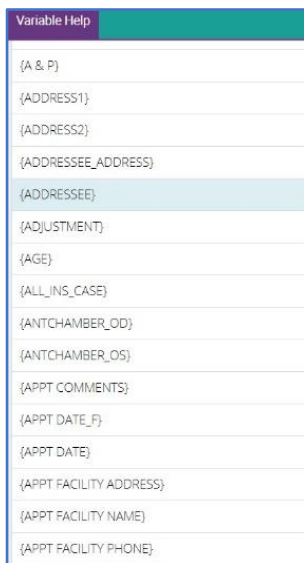 Variable Help
{A & P}
{ADDRESS1}
{ADDRESS2}
{ADDRESSEE_ADDRESS}
{ADDRESSEE}
{ADJUSTMENT}
{AGE}
{ALL_INS_CASE}
{ANTCHAMBER_OD}
{ANTCHAMBER_OS}
{APPT COMMENTS}
{APPT DATE_F}
{APPT DATE}
{APPT FACILITY ADDRESS}
{APPT FACILITY NAME}
{APPT FACILITY PHONE}